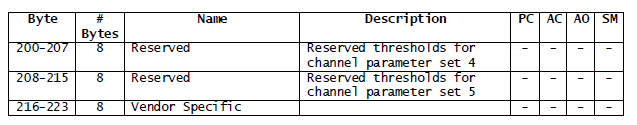 Byte # Bytes Name Description PC AC AO SM
200-207 8 Reserved Reserved thresholds for channel parameter set 4 - - - -
208-215 8 Reserved Reserved thresholds for channel parameter set 5 - - - -
216-223 8 Vendor Specific - - - -